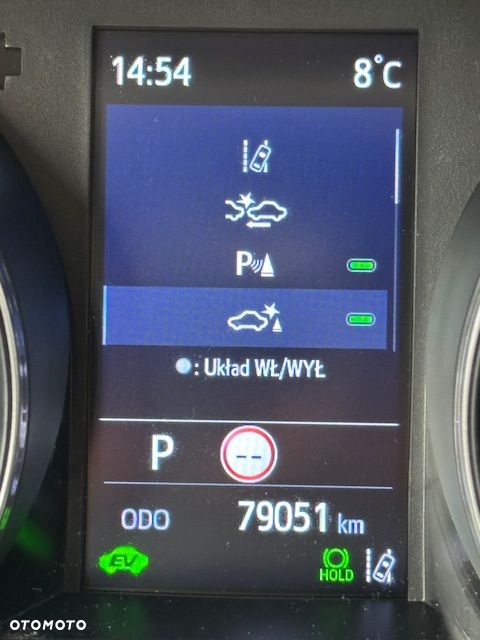 14:54 8°C
P
: Układ WŁ/WYŁ
P --
ODO 79051 km
EV HOLD
OTOMOTO